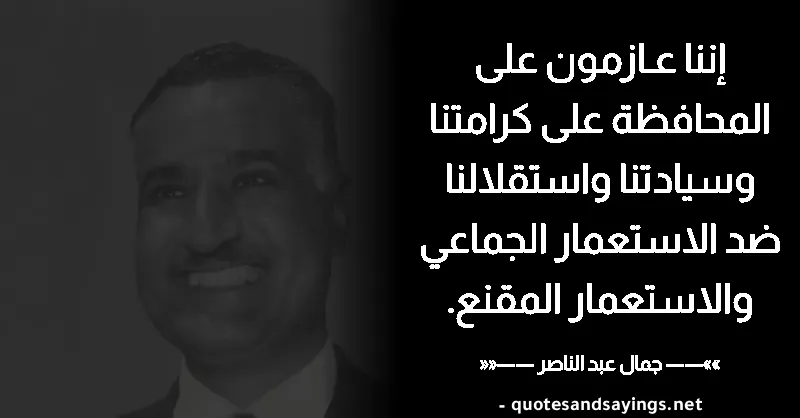 إننا عازمون على
المحافظة على كرامتنا
وسيادتنا واستقلالنا
ضد الاستعمار الجماعي
والاستعمار المقنع.
»»—— جمال عبد الناصر ——««
- quotesandsayings.net